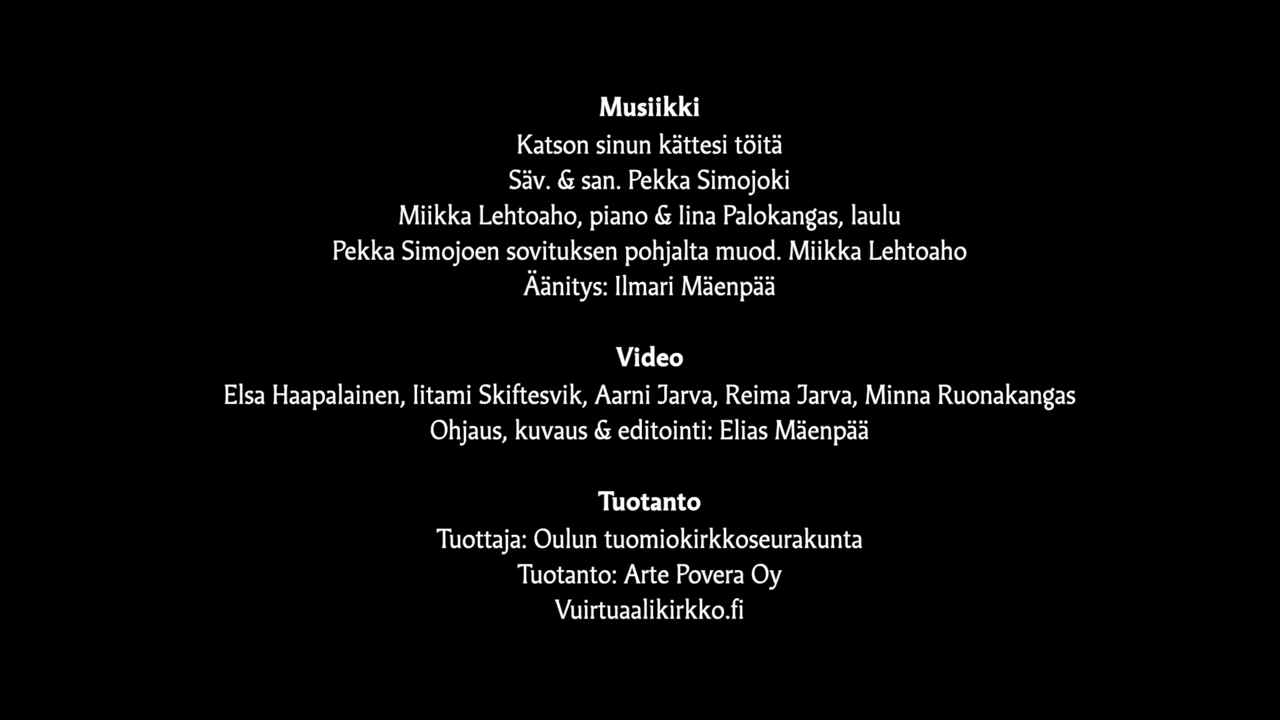 Musiikki
Katson sinun kättesi töitä
Säv. & san. Pekka Simojoki
Miikka Lehtoaho, piano & Iina Palokangas, laulu
Pekka Simojoen sovituksen pohjalta muod. Miikka Lehtoaho
Äänitys: Ilmari Mäenpää
Video
Elsa Haapalainen, Iitami Skiftesvik, Aarni Jarva, Reima Jarva, Minna Ruonakangas
Ohjaus, kuvaus & editointi: Elias Mäenpää
Tuotanto
Tuottaja: Oulun tuomiokirkkoseurakunta
Tuotanto: Arte Povera Oy
Vuirtuaalikirkko.fi